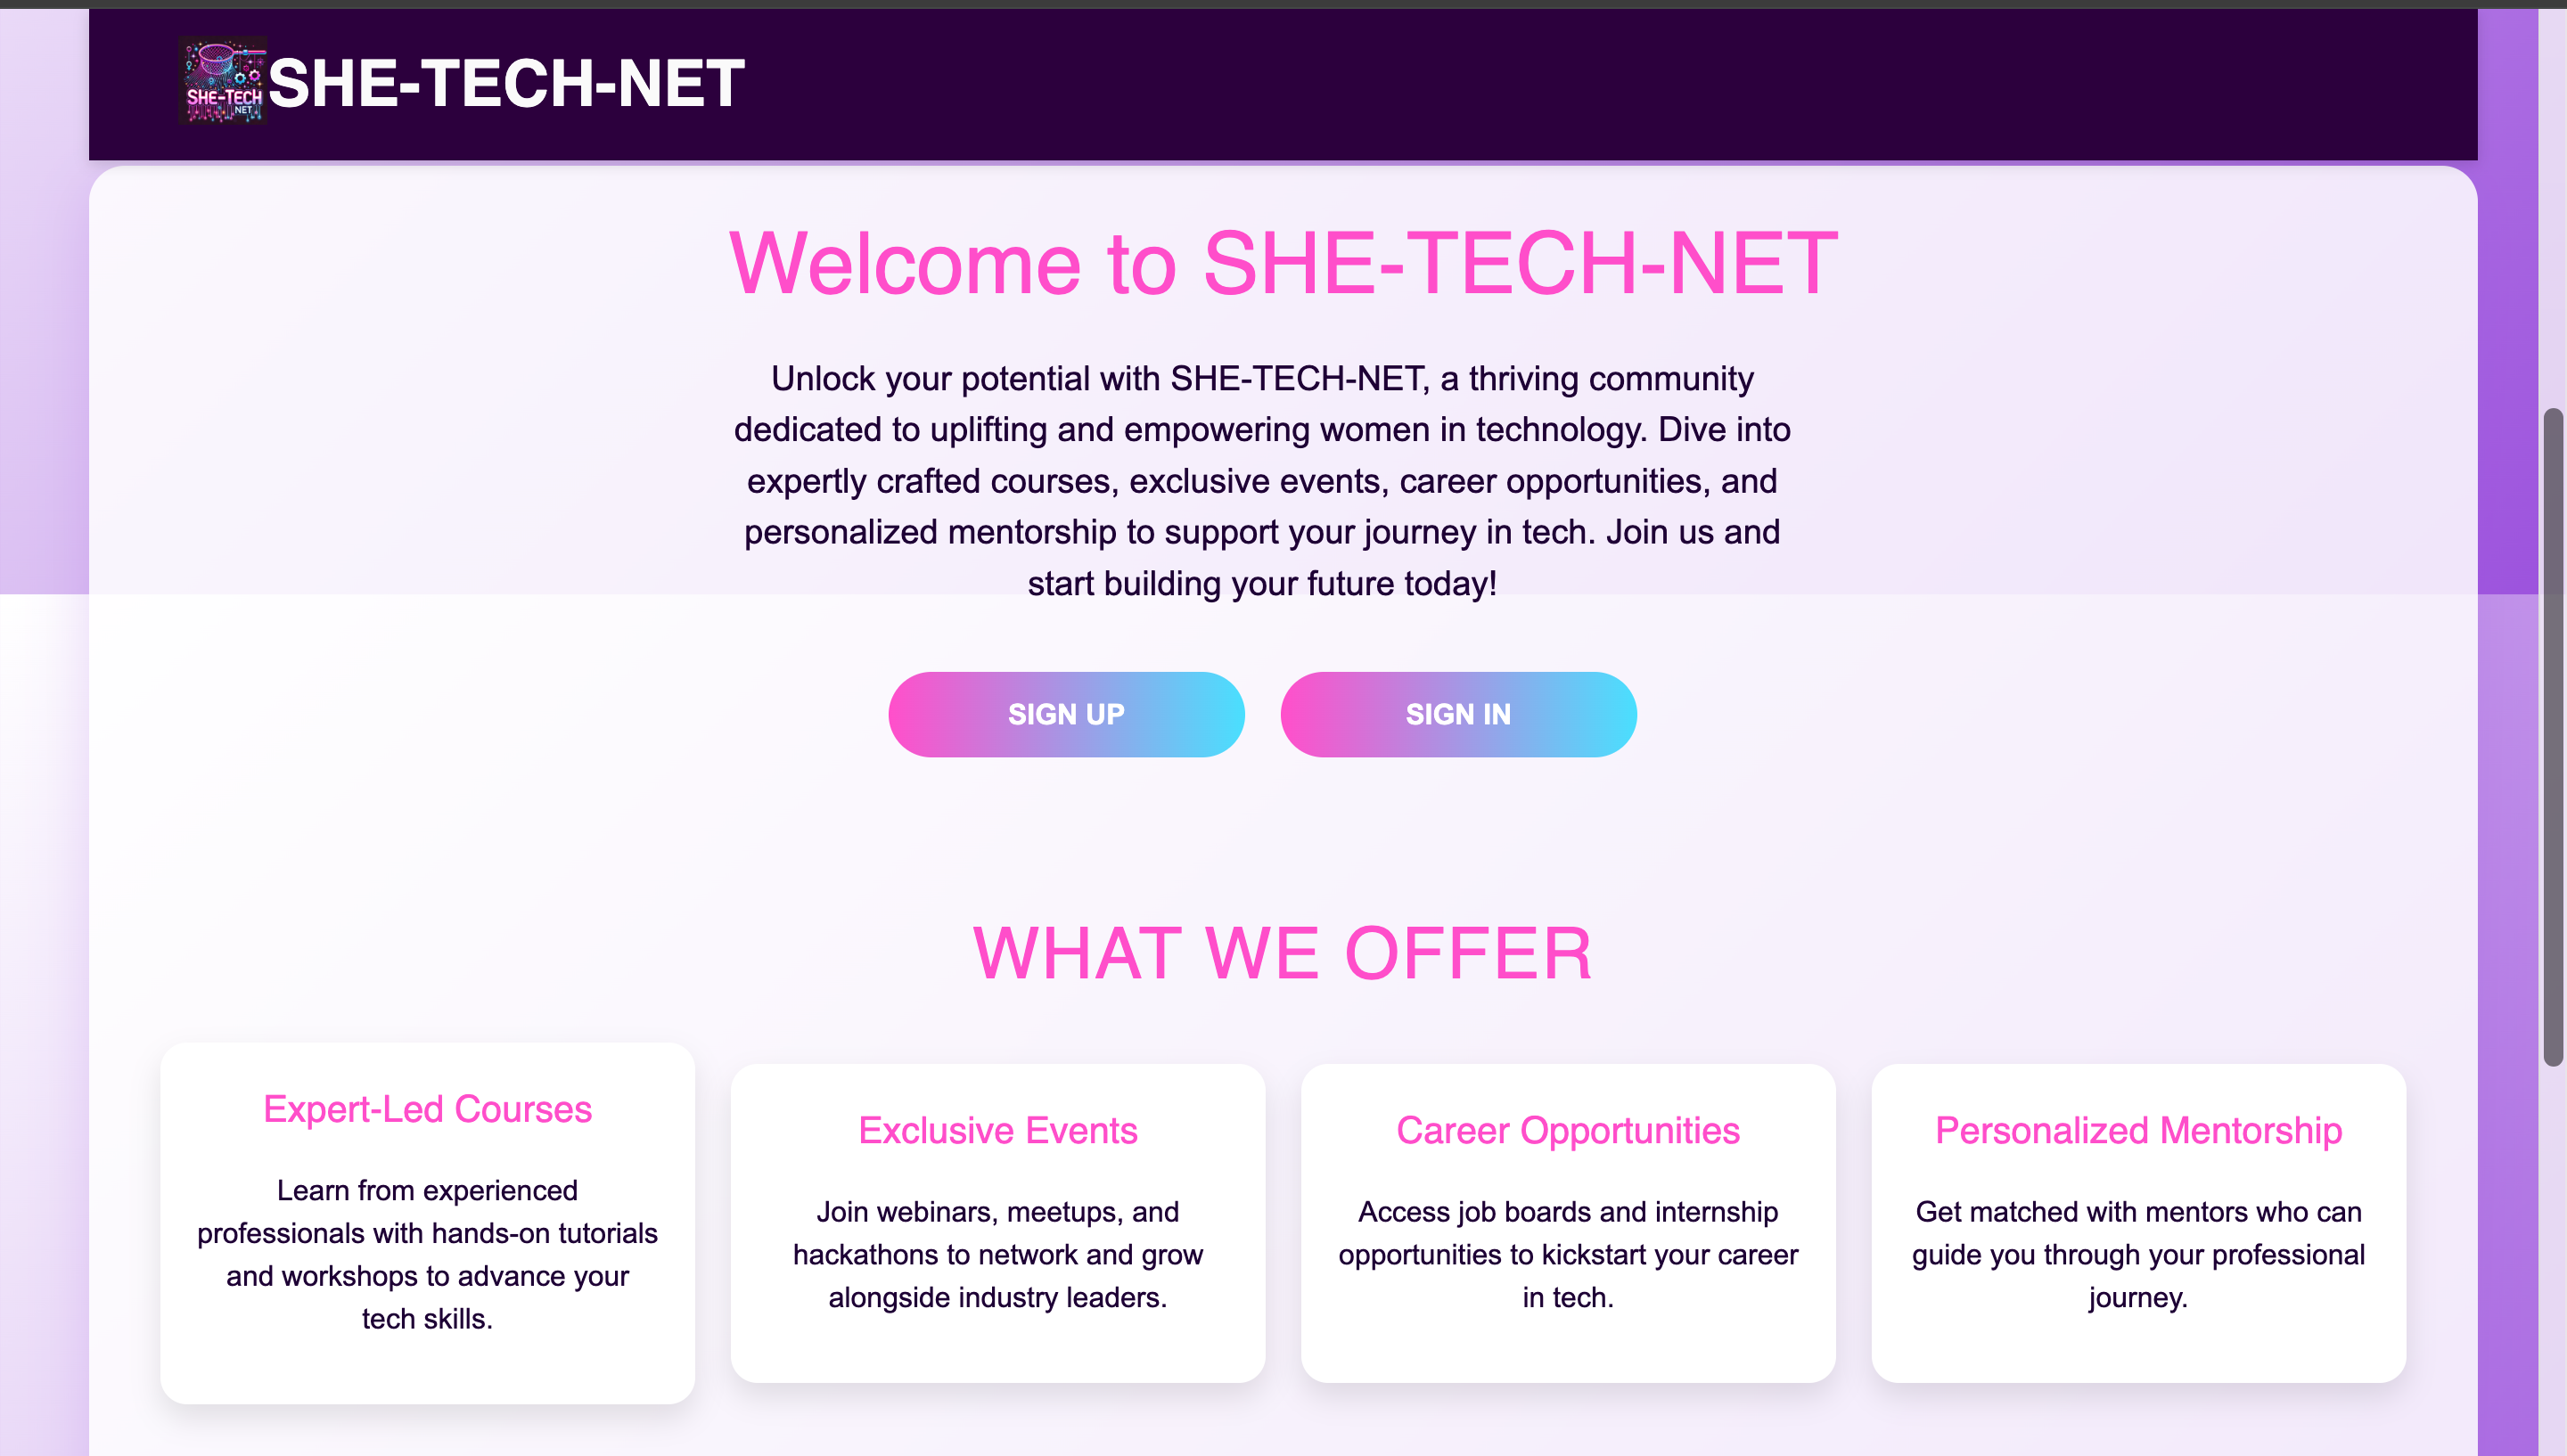 SHE-TECH
NET
SHE-TECH-NET
Welcome to SHE-TECH-NET
Unlock your potential with SHE-TECH-NET, a thriving community
dedicated to uplifting and empowering women in technology. Dive into
expertly crafted courses, exclusive events, career opportunities, and
personalized mentorship to support your journey in tech. Join us and
start building your future today!
SIGN UP
SIGN IN
WHAT WE OFFER
Expert-Led Courses
Learn from experienced
professionals with hands-on tutorials
and workshops to advance your
tech skills.
Exclusive Events
Join webinars, meetups, and
hackathons to network and grow
alongside industry leaders.
Career Opportunities
Access job boards and internship
opportunities to kickstart your career
in tech.
Personalized Mentorship
Get matched with mentors who can
guide you through your professional
journey.